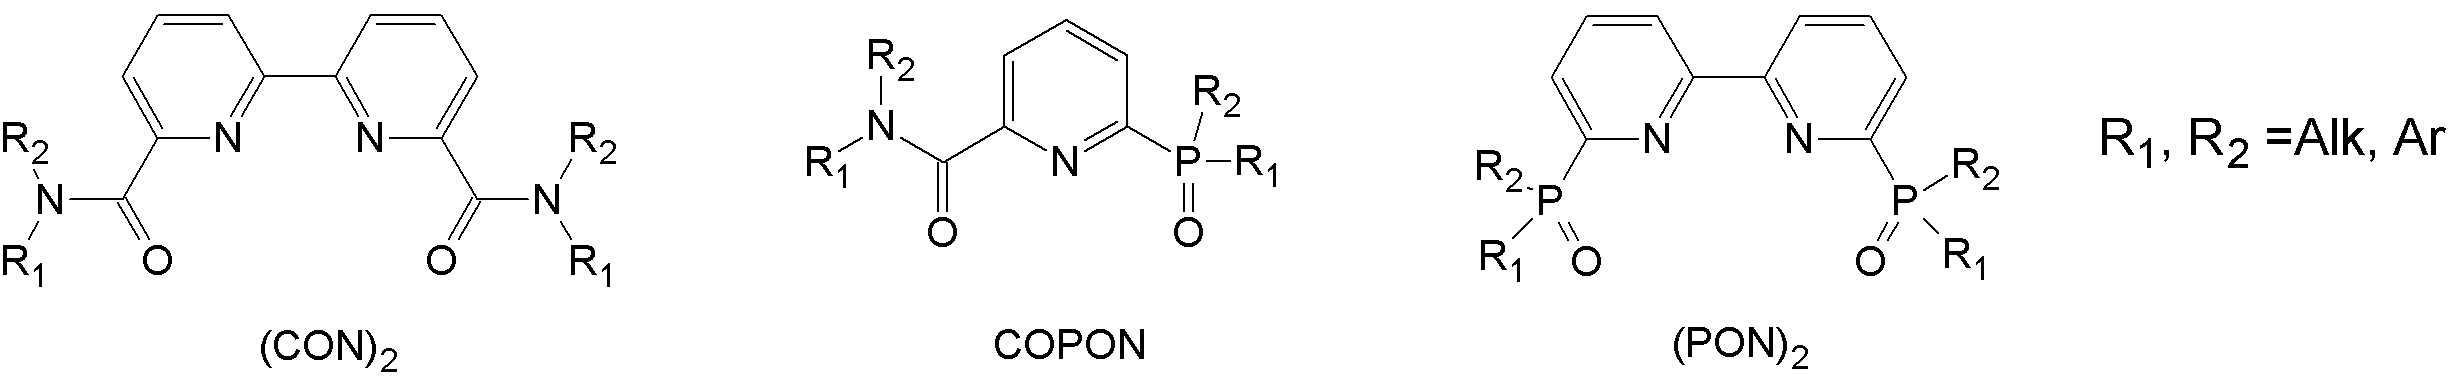 R2 N R1 O N N O N R2 R1
R2 N R1 O N P R2 R1 O
R2 P R1 O N N O P R2 R1
R1, R2 =Alk, Ar
(CON)2
COPON
(PON)2